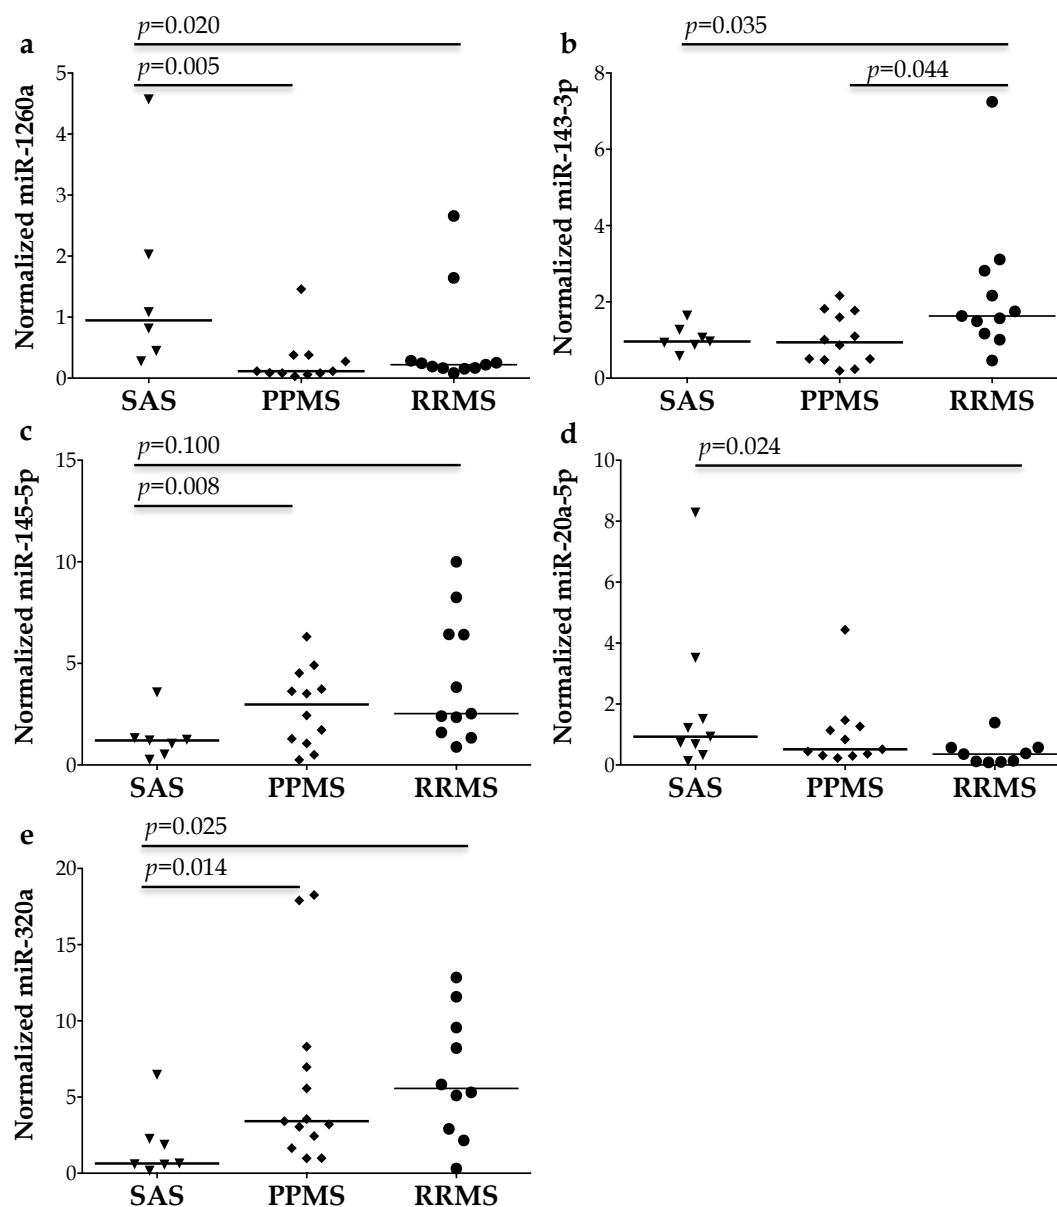 a
p=0.020
p=0.005
Normalized miR-1260a
5
4
3
2
1
0
SAS PPMS RRMS
b
p=0.035
p=0.044
Normalized miR-143-3p
8
6
4
2
0
SAS PPMS RRMS
c
p=0.100
p=0.008
Normalized miR-145-5p
15
10
5
0
SAS PPMS RRMS
d
p=0.024
Normalized miR-20a-5p
10
8
6
4
2
0
SAS PPMS RRMS
e
p=0.025
p=0.014
Normalized miR-320a
20
15
10
5
0
SAS PPMS RRMS